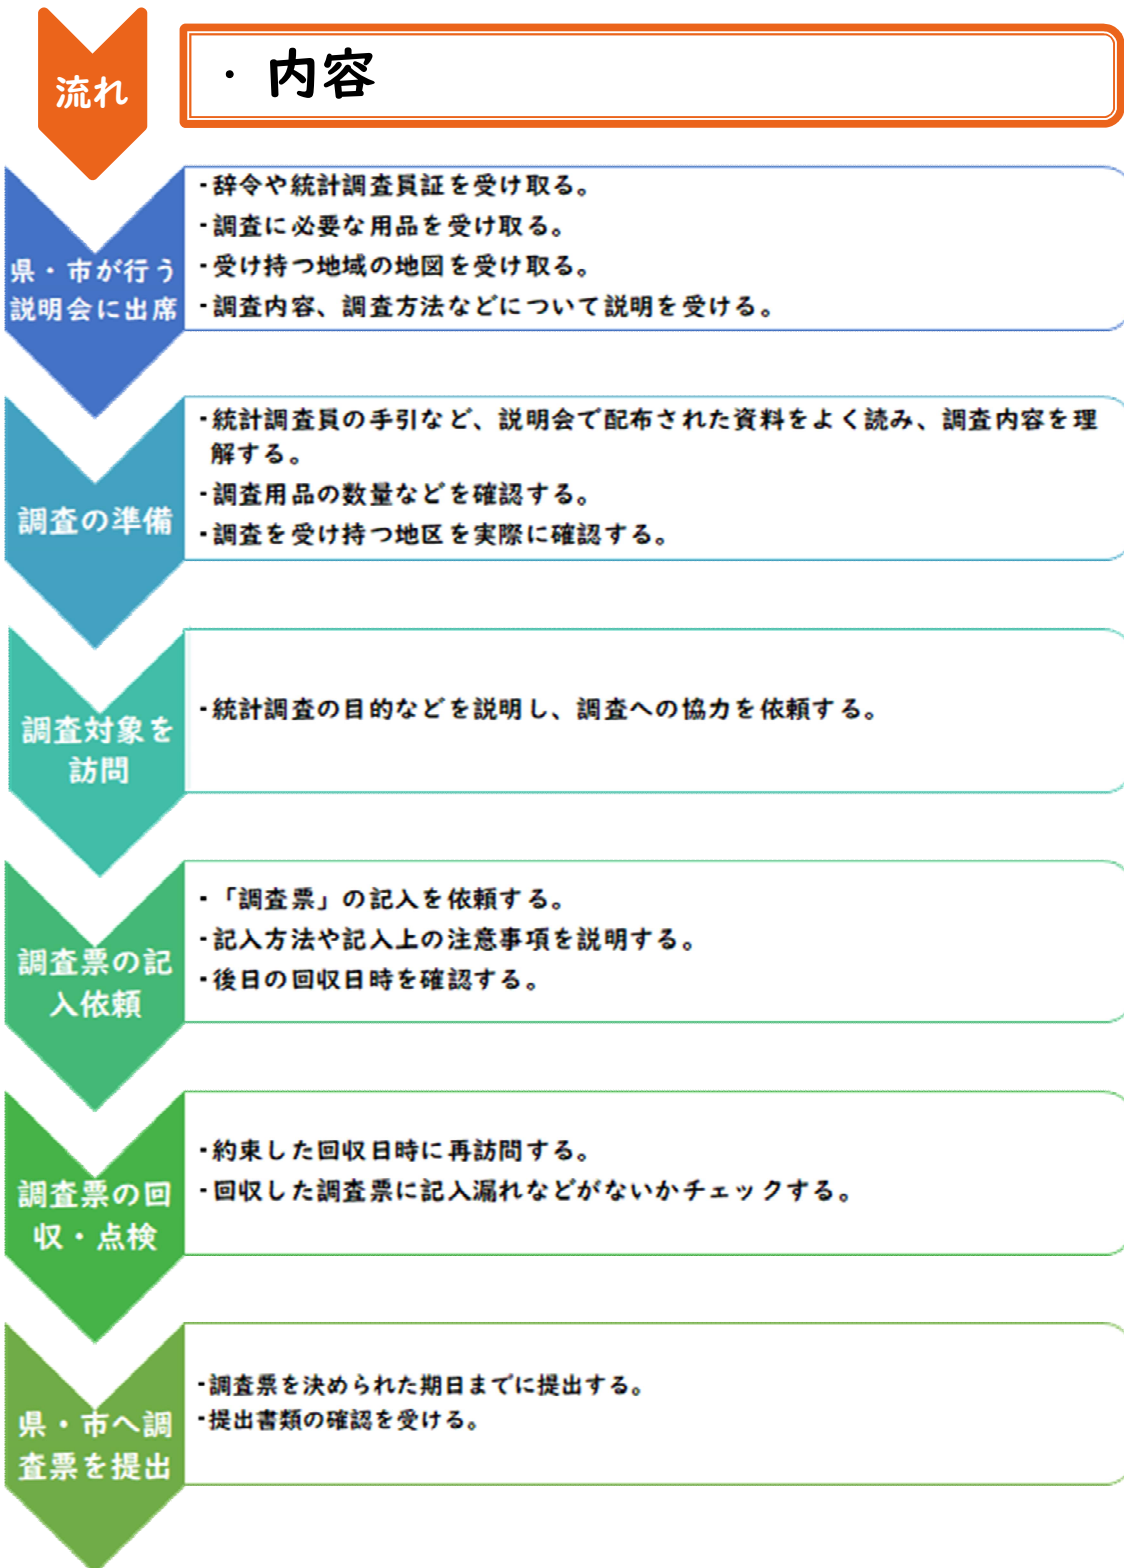 流れ
・ 内容
県・市が行う
説明会に出席
・辞令や統計調査員証を受け取る。
・調査に必要な用品を受け取る。
・受け持つ地域の地図を受け取る。
・調査内容、調査方法などについて説明を受ける。
調査の準備
・統計調査員の手引など、説明会で配布された資料をよく読み、調査内容を理
解する。
・調査用品の数量などを確認する。
・調査を受け持つ地区を実際に確認する。
調査対象を
訪問
・統計調査の目的などを説明し、調査への協力を依頼する。
調査票の記
入依頼
・「調査票」の記入を依頼する。
・記入方法や記入上の注意事項を説明する。
・後日の回収日時を確認する。
調査票の回
収・点検
・約束した回収日時に再訪問する。
・回収した調査票に記入漏れなどがないかチェックする。
県・市へ調
査票を提出
・調査票を決められた期日までに提出する。
・提出書類の確認を受ける。